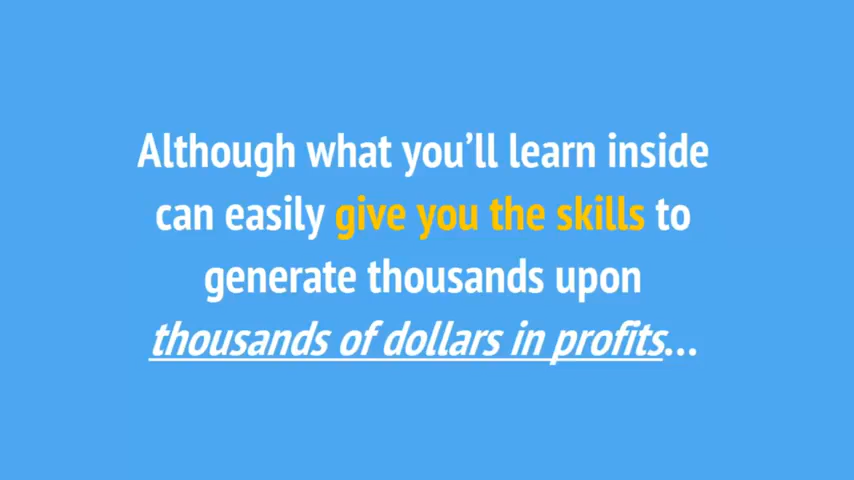 Although what you’ll learn inside
can easily give you the skills to
generate thousands upon
thousands of dollars in profits...